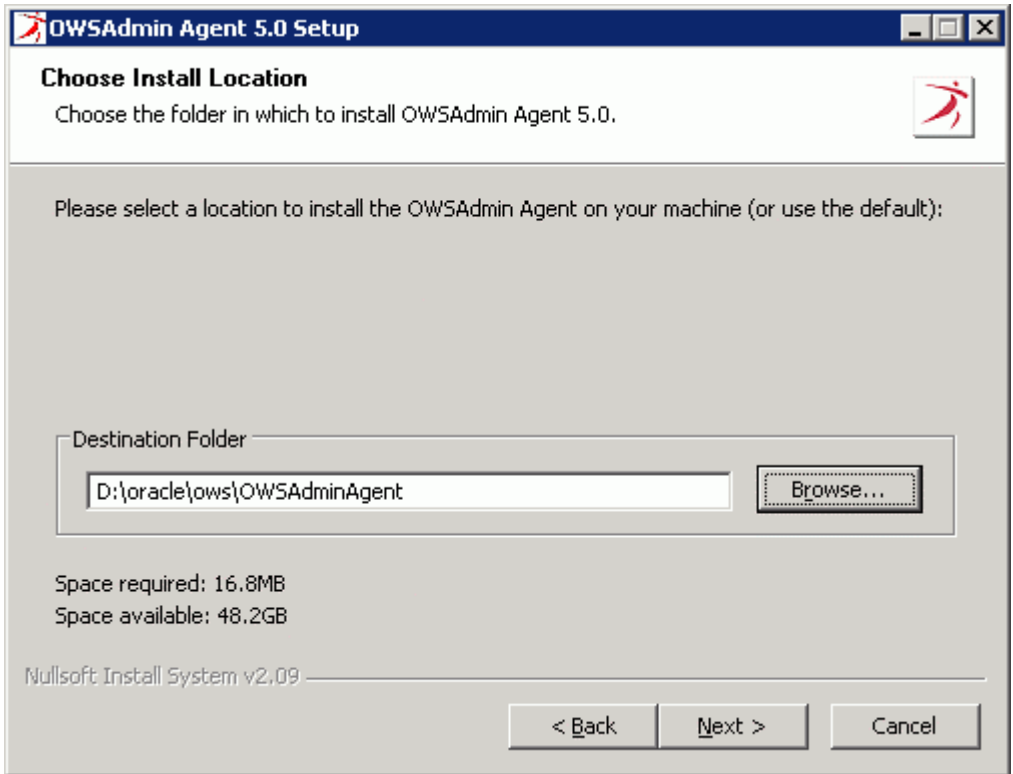 OWSAdmin Agent 5.0 Setup
Choose Install Location
Choose the folder in which to install OWSAdmin Agent 5.0.
Please select a location to install the OWSAdmin Agent on your machine (or use the default):
Destination Folder
D:\oracle\ows\OWSAdminAgent
Browse...
Space required: 16.8MB
Space available: 48.2GB
Nullsoft Install System v2.09
< Back Next > Cancel